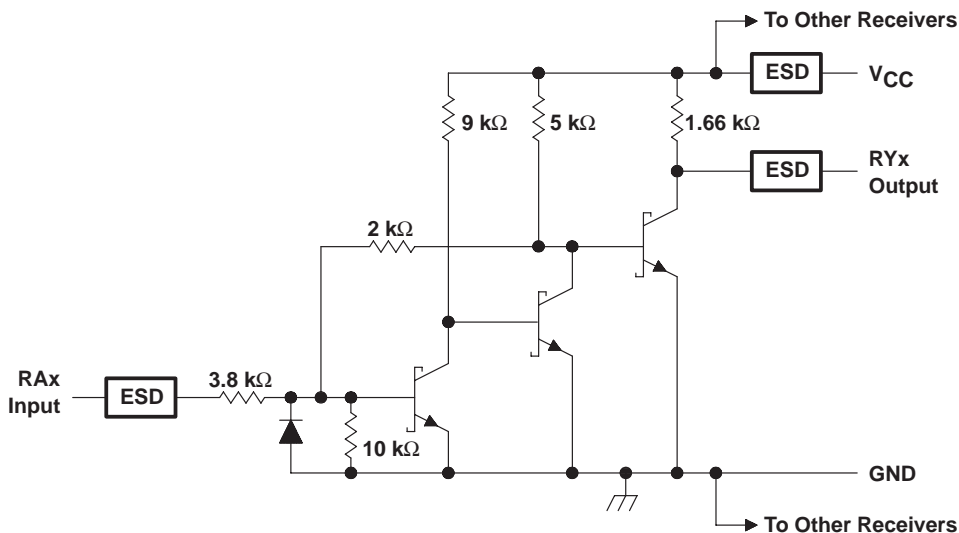 To Other Receivers
ESD
VCC
9 kΩ
5 kΩ
1.66 kΩ
ESD
RYx
Output
2 kΩ
RAx
Input
ESD
3.8 kΩ
10 kΩ
GND
To Other Receivers